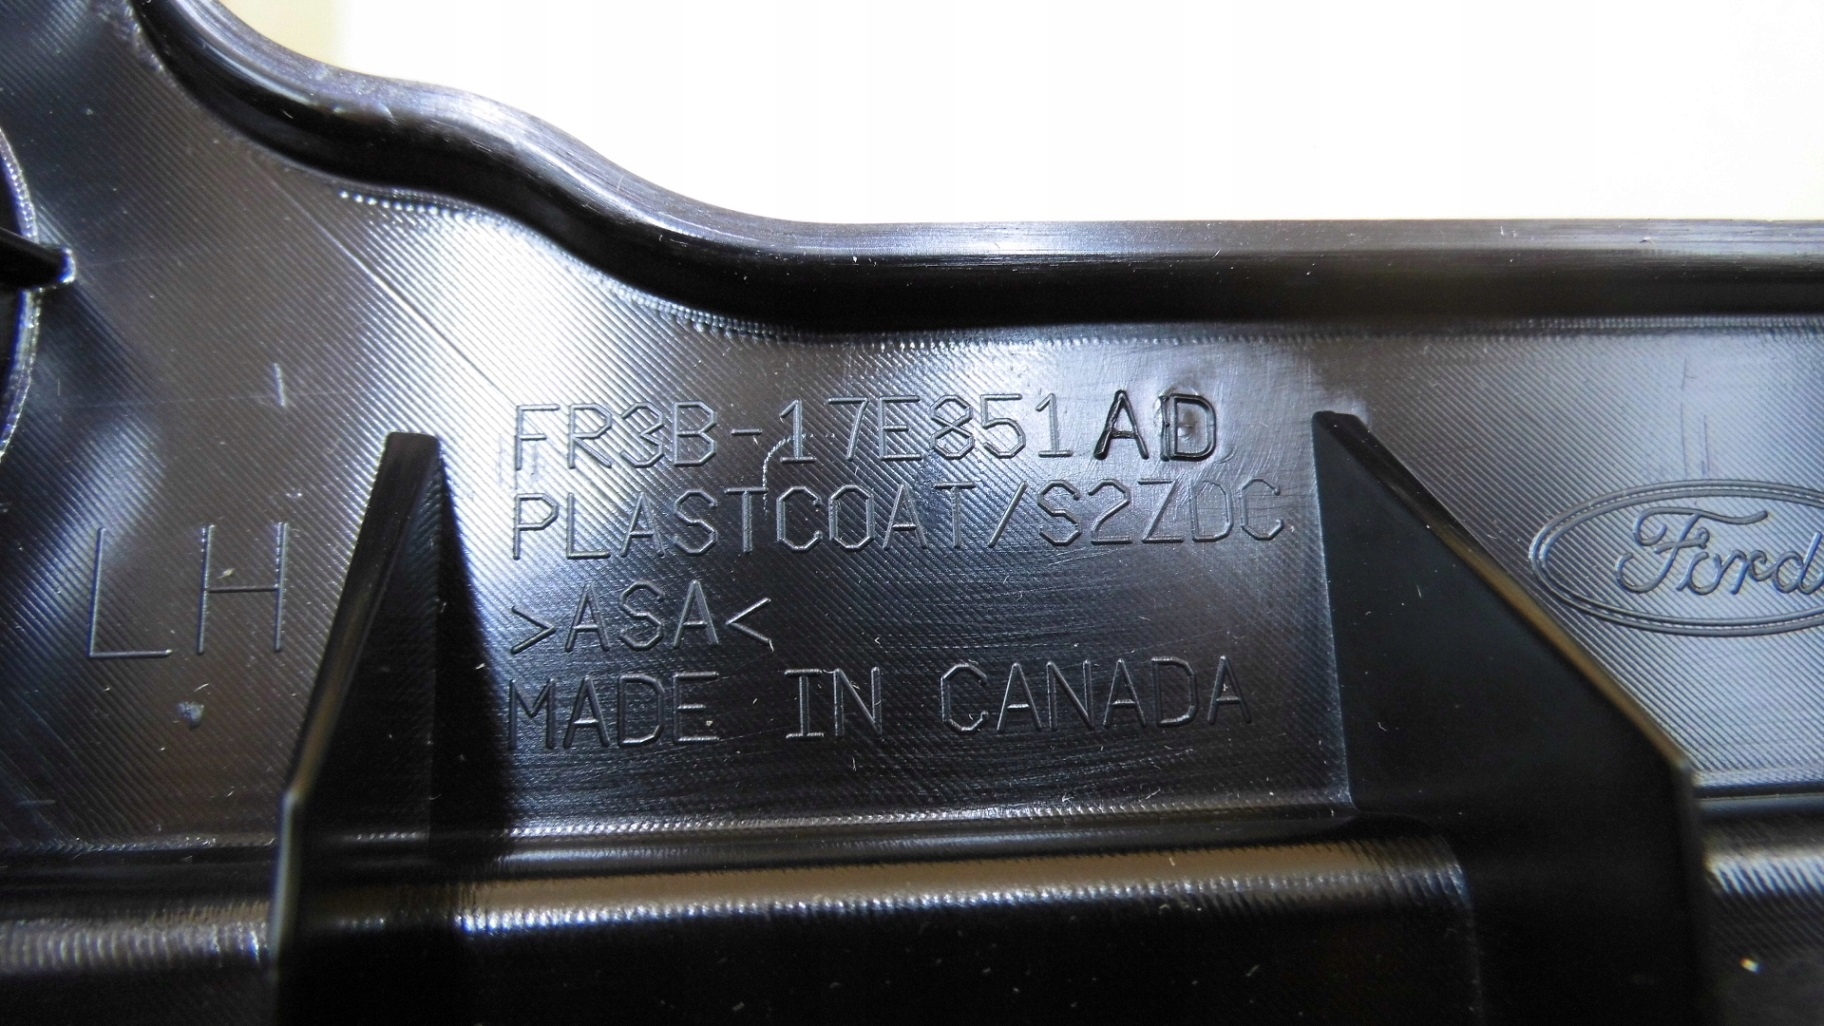 FR3B-17E851AD
PLASTCOAT/S2ZDC
LH
>ASA<
MADE IN CANADA
Ford